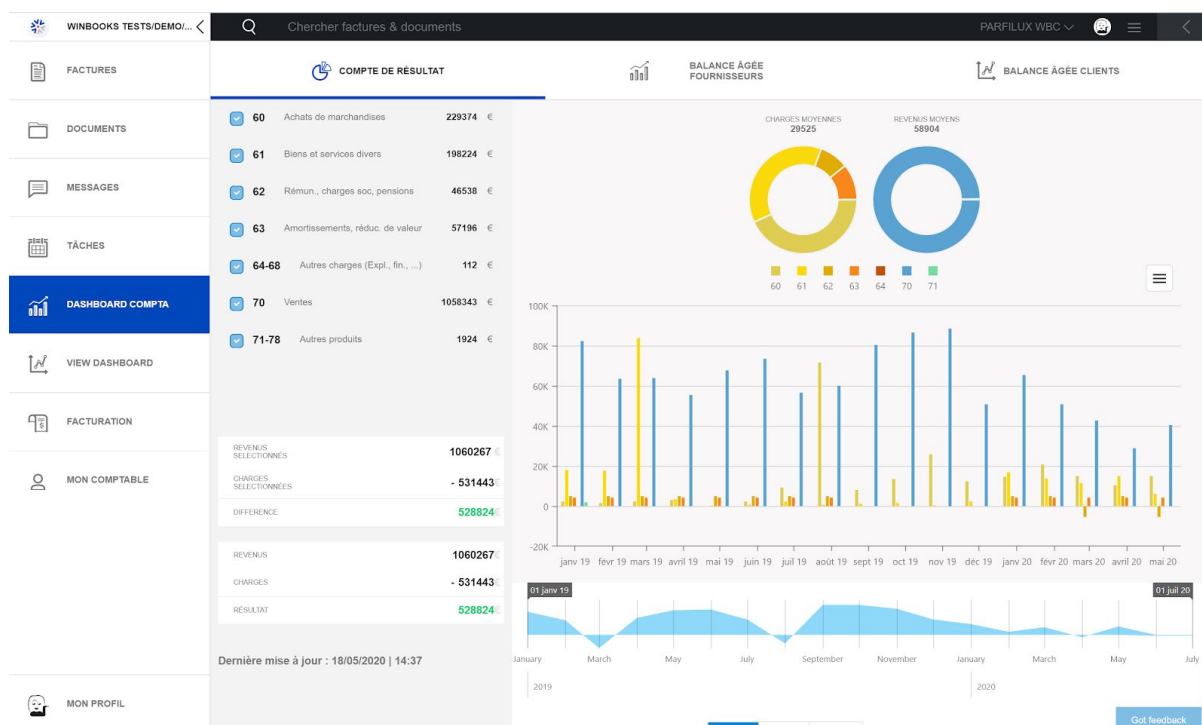 WINBOOKS TESTS/DEMO/...
Chercher factures & documents
PARFILUX WBC
FACTURES
DOCUMENTS
MESSAGES
TÂCHES
DASHBOARD COMPTA
VIEW DASHBOARD
FACTURATION
MON COMPTABLE
MON PROFIL
COMPTE DE RÉSULTAT
BALANCE ÂGÉE
FOURNISSEURS
BALANCE ÂGÉE CLIENTS
60 Achats de marchandises 229374 €
61 Biens et services divers 198224 €
62 Rémun., charges soc, pensions 46538 €
63 Amortissements, réduc. de valeur 57196 €
64-68 Autres charges (Expl., fin., ...) 112 €
70 Ventes 1058343 €
71-78 Autres produits 1924 €
REVENUS
SELECTIONNÉS
1060267 €
CHARGES
SELECTIONNÉES
- 531443 €
DIFFERENCE 528824 €
REVENUS 1060267 €
CHARGES - 531443 €
RÉSULTAT 528824 €
Dernière mise à jour : 18/05/2020 | 14:37
CHARGES MOYENNES
29525
REVENUS MOYENS
58904
60 61 62 63 64 70 71
100K
80K
60K
40K
20K
0
-20K
janv 19 févr 19 mars 19 avril 19 mai 19 juin 19 juil 19 août 19 sept 19 oct 19 nov 19 déc 19 janv 20 févr 20 mars 20 avril 20 mai 20
01 janv 19
01 juil 20
January March May July September November January March May July
2019 2020
Got feedback